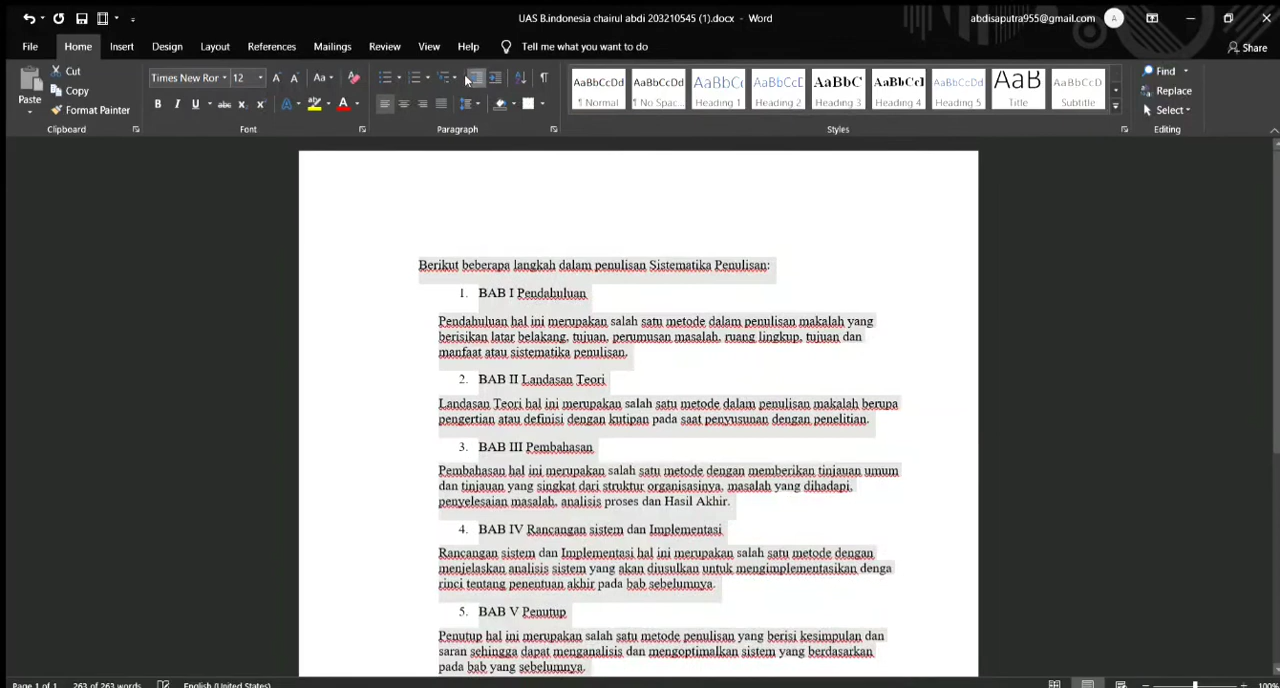 UAS B.indonesia chairul abdi 203210545 (1).docx - Word
abdisaputra955@gmail.com
A
File Home Insert Design Layout References Mailings Review View Help Tell me what you want to do
Share
Paste
Cut
Copy
Format Painter
Clipboard
Times New Ror 12
Font
Paragraph
AaBbCcDd AaBbCcDd AaBbC( AaBbCcE AaBbC AaBbCcI AaBbCcDd AaB AaBbCcD
¶ Normal ¶ No Spac... Heading 1 Heading 2 Heading 3 Heading 4 Heading 5 Title Subtitle
Styles
Find
Replace
Select
Editing
Berikut beberapa langkah dalam penulisan Sistematika Penulisan:
1. BAB I Pendahuluan
Pendahuluan hal ini merupakan salah satu metode dalam penulisan makalah yang
berisikan latar belakang, tujuan, perumusan masalah, ruang lingkup, tujuan dan
manfaat atau sistematika penulisan.
2. BAB II Landasan Teori
Landasan Teori hal ini merupakan salah satu metode dalam penulisan makalah berupa
pengertian atau definisi dengan kutipan pada saat penyusunan dengan penelitian.
3. BAB III Pembahasan
Pembahasan hal ini merupakan salah satu metode dengan memberikan tinjauan umum
dan tinjauan yang singkat dari struktur organisasinya, masalah yang dihadapi,
penyelesaian masalah, analisis proses dan Hasil Akhir.
4. BAB IV Rancangan sistem dan Implementasi
Rancangan sistem dan Implementasi hal ini merupakan salah satu metode dengan
menjelaskan analisis sistem yang akan diusulkan untuk mengimplementasikan denga
rinci tentang penentuan akhir pada bab sebelumnya.
5. BAB V Penutup
Penutup hal ini merupakan salah satu metode penulisan yang berisi kesimpulan dan
saran sehingga dapat menganalisis dan mengoptimalkan sistem yang berdasarkan
pada bab yang sebelumnya.
Page 1 of 1 263 of 263 words English (United States) 100%